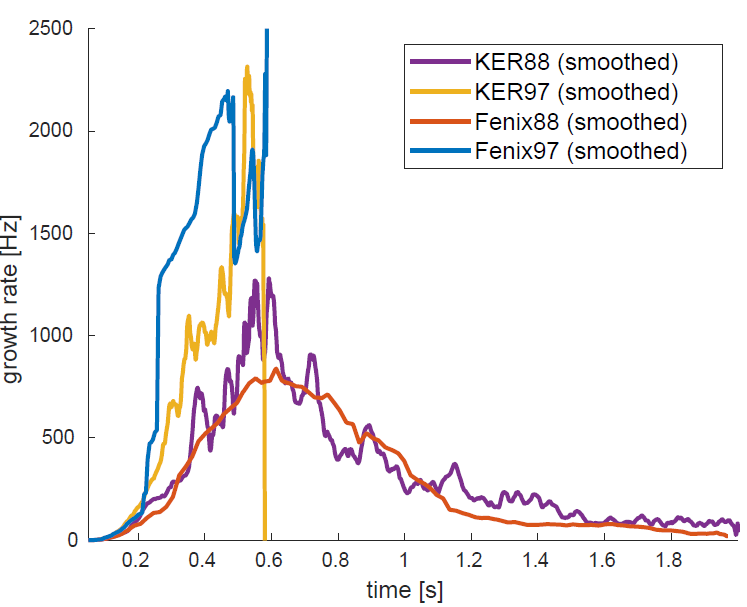 growth rate [Hz]
2500
2000
1500
1000
500
0
KER88 (smoothed)
KER97 (smoothed)
Fenix88 (smoothed)
Fenix97 (smoothed)
0.2 0.4 0.6 0.8 1 1.2 1.4 1.6 1.8
time [s]